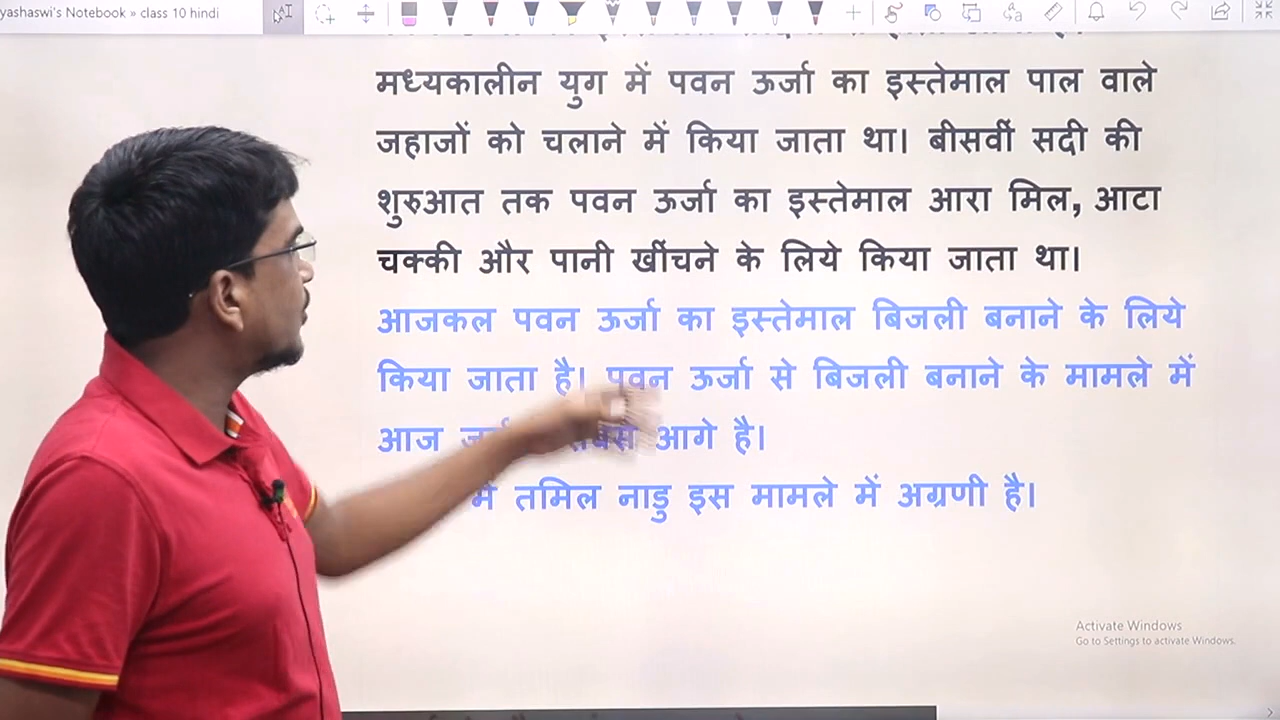 yashaswi's Notebook » class 10 hindi
मध्यकालीन युग में पवन ऊर्जा का इस्तेमाल पाल वाले
जहाजों को चलाने में किया जाता था। बीसवीं सदी की
शुरुआत तक पवन ऊर्जा का इस्तेमाल आरा मिल, आटा
चक्की और पानी खींचने के लिये किया जाता था।
आजकल पवन ऊर्जा का इस्तेमाल बिजली बनाने के लिये
किया जाता है। पवन ऊर्जा से बिजली बनाने के मामले में
आज आगे है।
में तमिल नाडु इस मामले में अग्रणी है।
Activate Windows
Go to Settings to activate Windows.